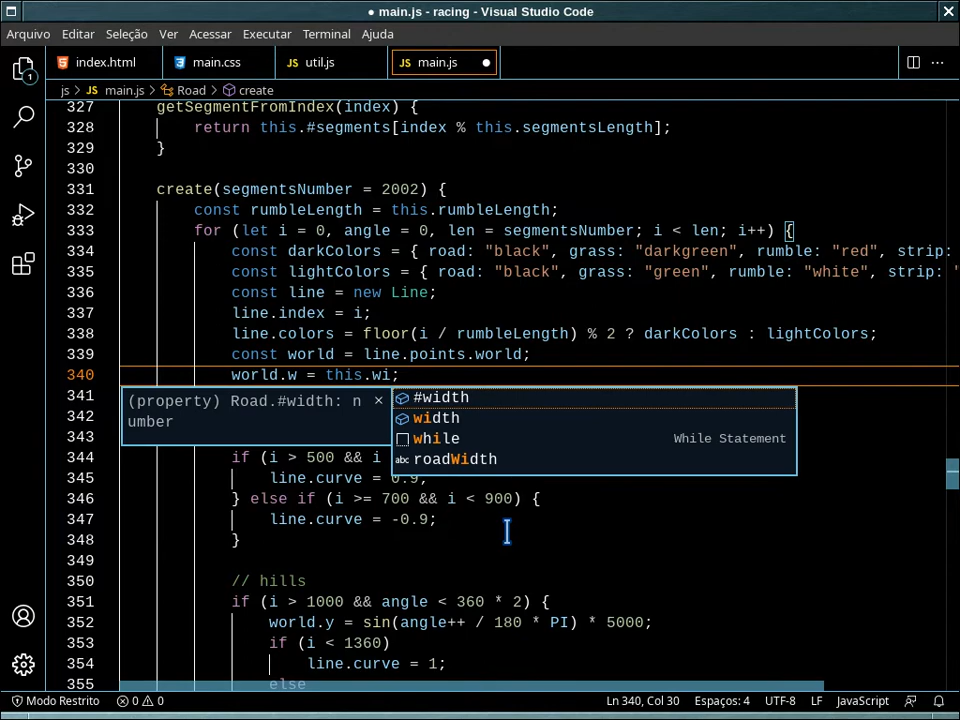 ● main.js - racing - Visual Studio Code
Arquivo Editar Seleção Ver Acessar Executar Terminal Ajuda
index.html main.css JS util.js JS main.js ●
1
js > JS main.js > Road > create
327 getSegmentFromIndex(index) {
328 return this.#segments[index % this.segmentsLength];
329 }
330
331 create(segmentsNumber = 2002) {
332 const rumbleLength = this.rumbleLength;
333 for (let i = 0, angle = 0, len = segmentsNumber; i < len; i++) {
334 const darkColors = { road: "black", grass: "darkgreen", rumble: "red", strip:
335 const lightColors = { road: "black", grass: "green", rumble: "white", strip: "
336 const line = new Line;
337 line.index = i;
338 line.colors = floor(i / rumbleLength) % 2 ? darkColors : lightColors;
339 const world = line.points.world;
340 world.w = this.wi;
341
(property) Road.#width: n
umber
×
#width
width
while While Statement
abc roadWidth
342
343
344 if (i > 500 && i
345 line.curve = 0.9;
346 } else if (i >= 700 && i < 900) {
347 line.curve = -0.9;
348 }
349
350 // hills
351 if (i > 1000 && angle < 360 * 2) {
352 world.y = sin(angle++ / 180 * PI) * 5000;
353 if (i < 1360)
354 line.curve = 1;
355 else
Modo Restrito 0 0 Ln 340, Col 30 Espaços: 4 UTF-8 LF JavaScript